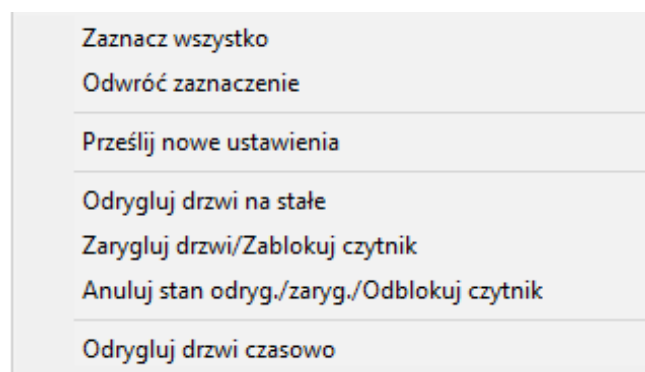 Zaznacz wszystko
Odwróć zaznaczenie
Prześlij nowe ustawienia
Odrygluj drzwi na stałe
Zarygluj drzwi/Zablokuj czytnik
Anuluj stan odryg./zaryg./Odblokuj czytnik
Odrygluj drzwi czasowo